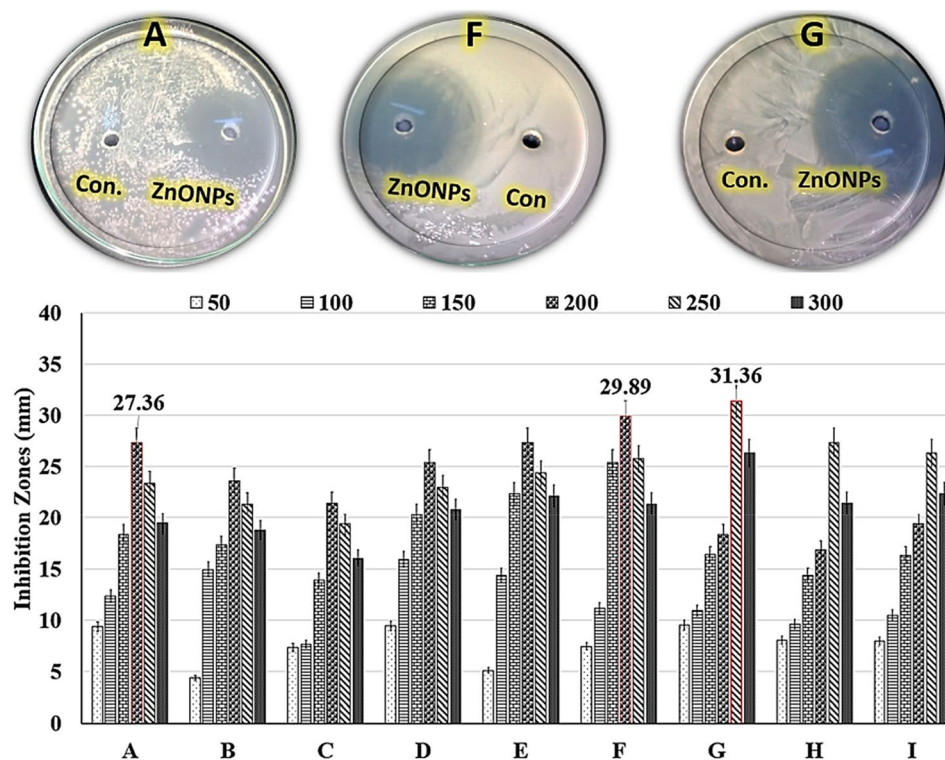 A
F
G
Con.
ZnONPs
ZnONPs
Con
Con.
ZnONPs
50 100 150 200 250 300
40
35
30
25
20
15
10
5
0
Inhibition Zones (mm)
27.36
29.89
31.36
A B C D E F G H I